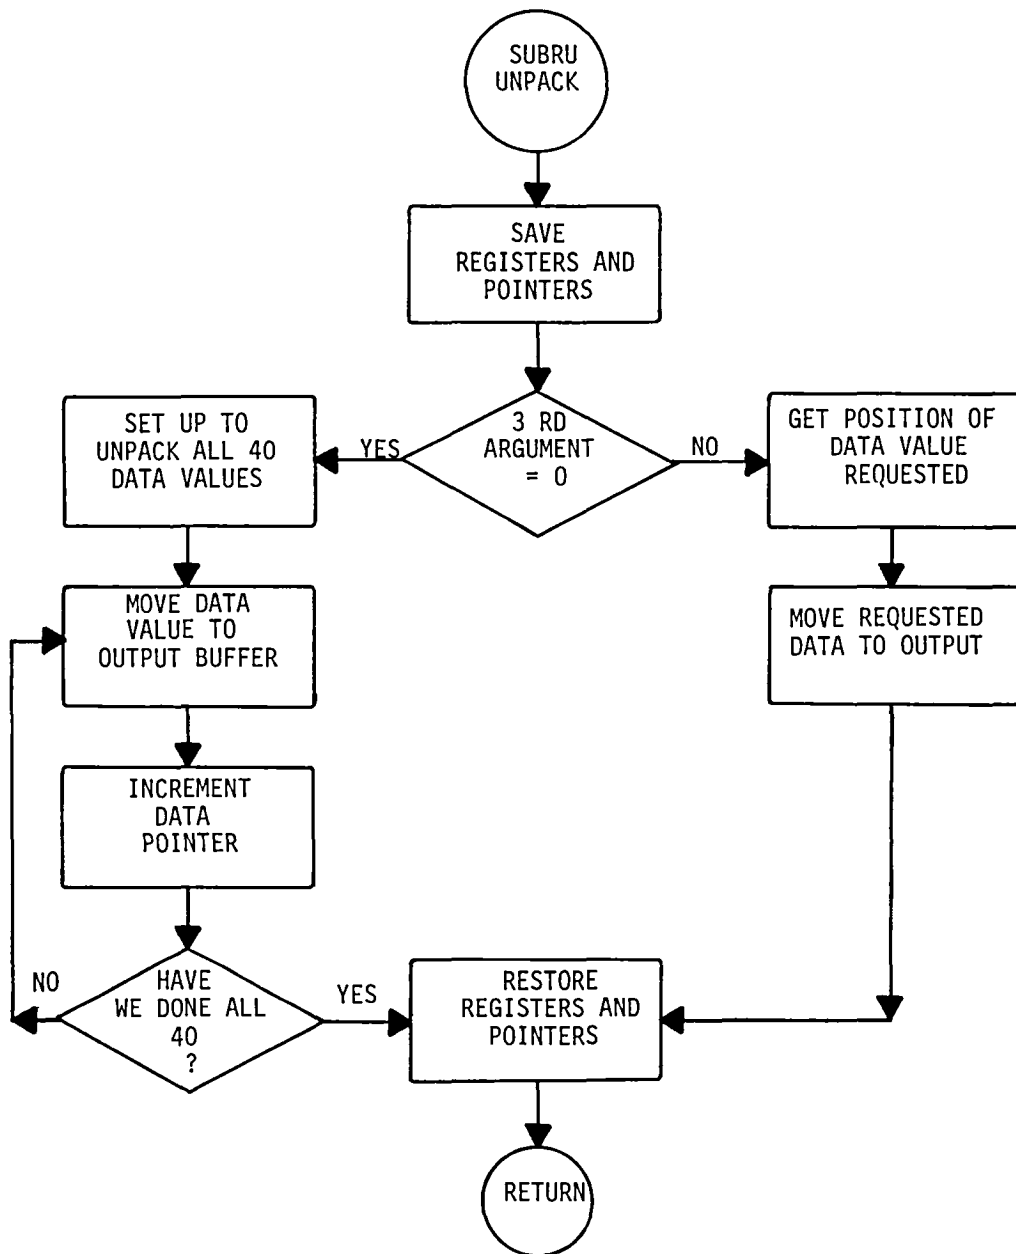 SUBRU
UNPACK
SAVE
REGISTERS AND
POINTERS
3 RD
ARGUMENT
= 0
YES
NO
SET UP TO
UNPACK ALL 40
DATA VALUES
GET POSITION OF
DATA VALUE
REQUESTED
MOVE DATA
VALUE TO
OUTPUT BUFFER
MOVE REQUESTED
DATA TO OUTPUT
INCREMENT
DATA
POINTER
HAVE
WE DONE ALL
40
?
NO
YES
RESTORE
REGISTERS AND
POINTERS
RETURN